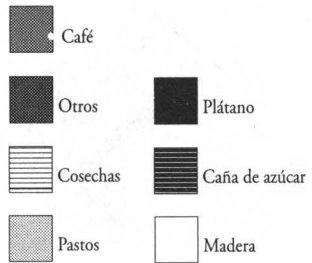 Café
Otros
Plátano
Cosechas
Caña de azúcar
Pastos
Madera